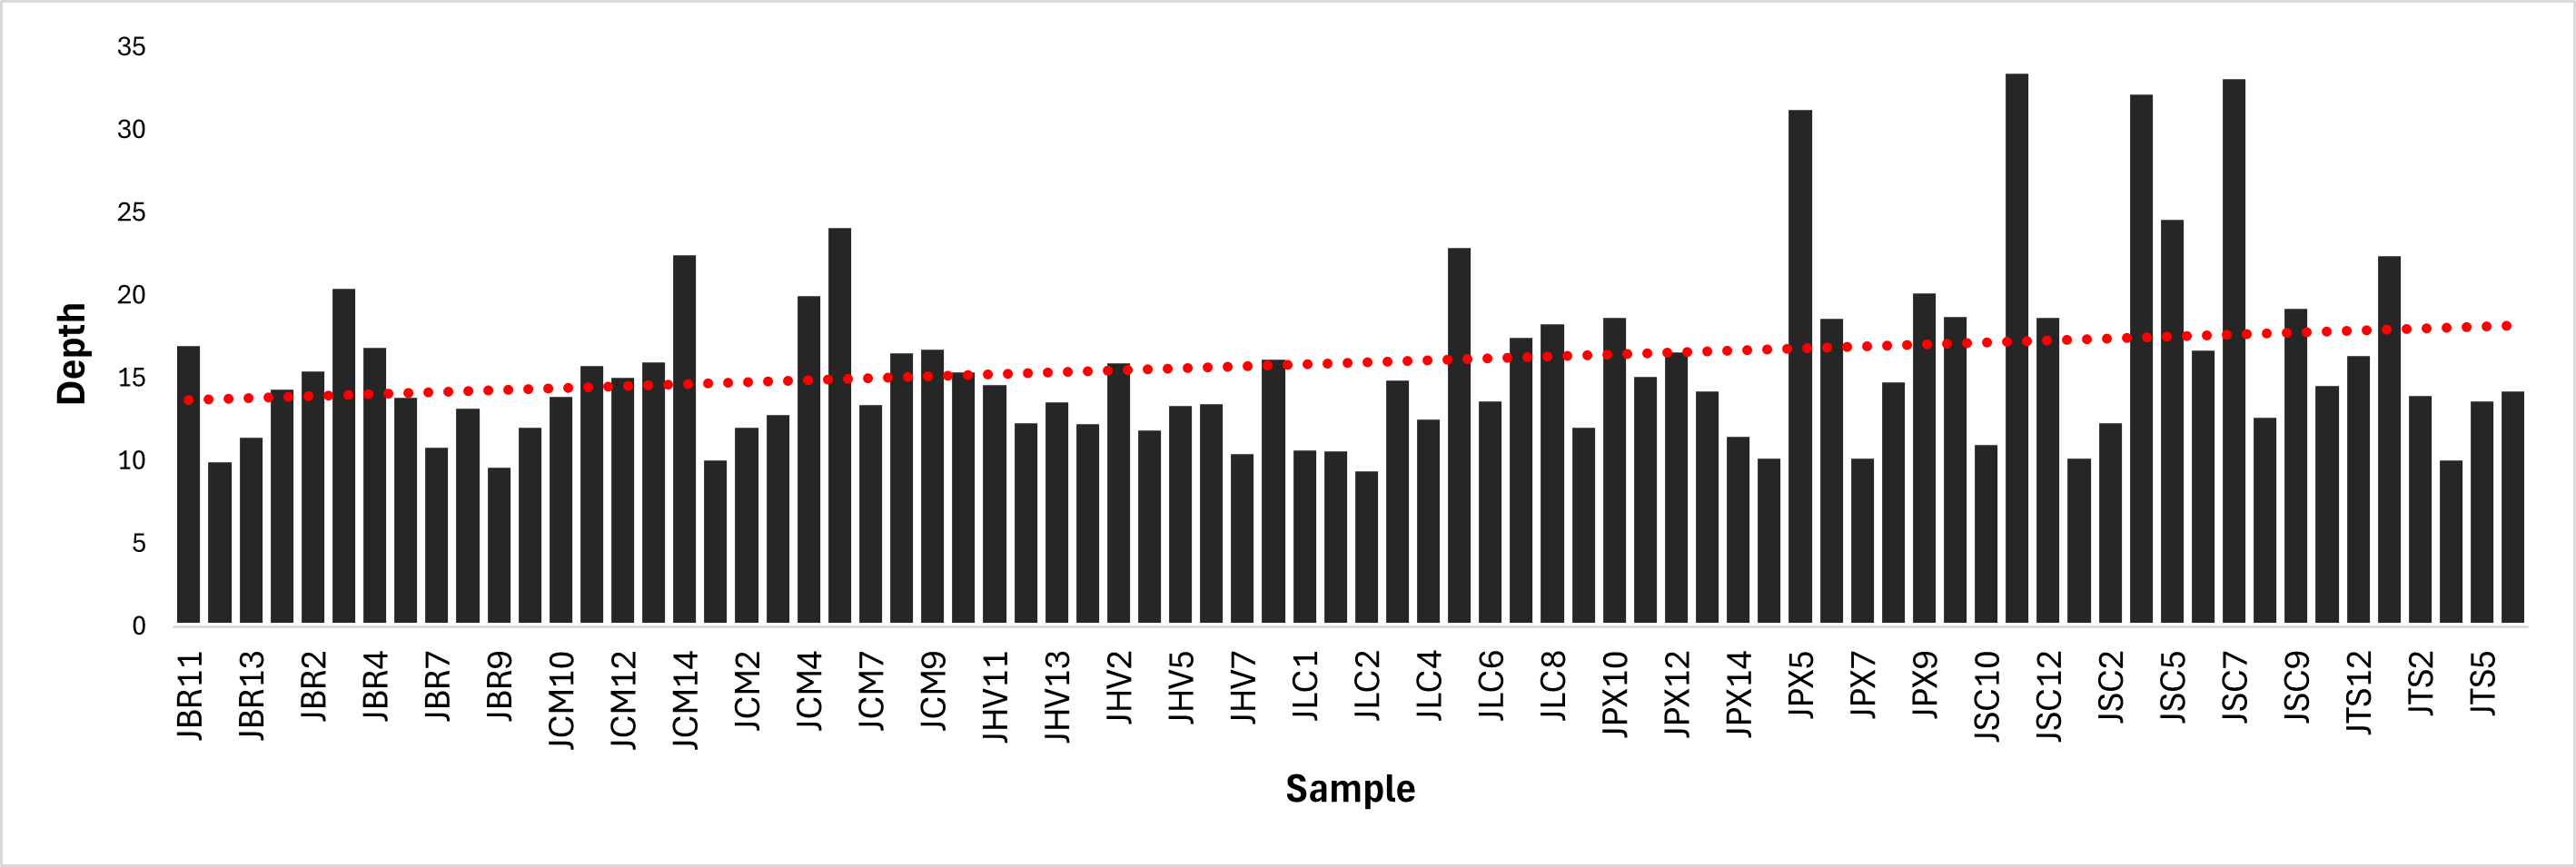 35
30
25
20
15
10
5
0
Depth
JBR11
JBR13
JBR2
JBR4
JBR7
JBR9
JCM10
JCM12
JCM14
JCM2
JCM4
JCM7
JCM9
JHV11
JHV13
JHV2
JHV5
JHV7
JLC1
JLC2
JLC4
JLC6
JLC8
JPX10
JPX12
JPX14
JPX5
JPX7
JPX9
JSC10
JSC12
JSC2
JSC5
JSC7
JSC9
JTS12
JTS2
JTS5
Sample